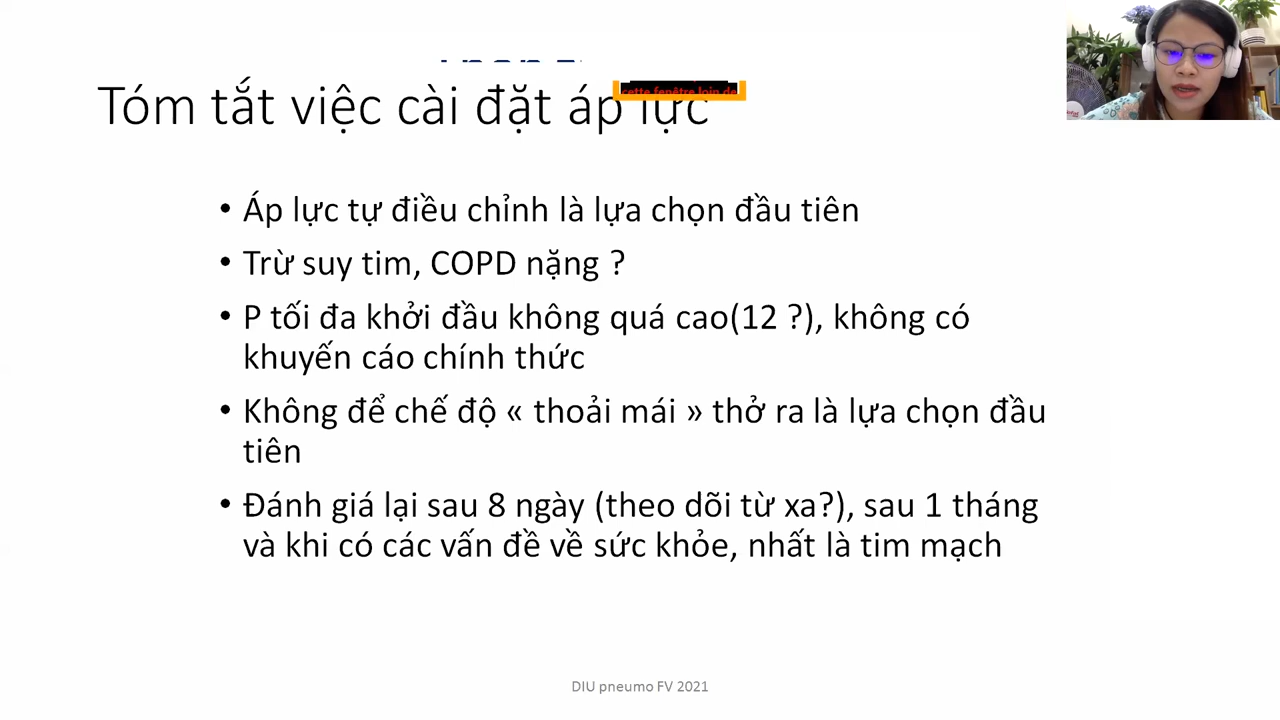 Tóm tắt việc cài đặt áp lực
cette fenêtre loin de
• Áp lực tự điều chỉnh là lựa chọn đầu tiên
• Trừ suy tim, COPD nặng ?
• P tối đa khởi đầu không quá cao(12 ?), không có
khuyến cáo chính thức
• Không để chế độ « thoải mái » thở ra là lựa chọn đầu
tiên
• Đánh giá lại sau 8 ngày (theo dõi từ xa?), sau 1 tháng
và khi có các vấn đề về sức khỏe, nhất là tim mạch
DIU pneumo FV 2021